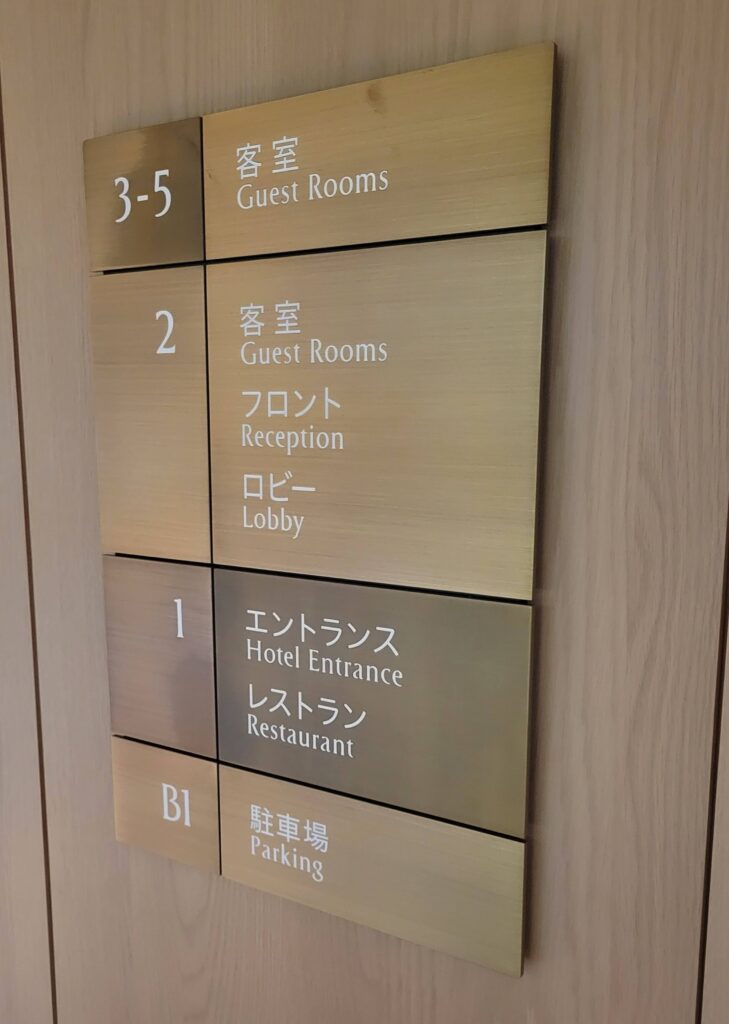 3-5
客室
Guest Rooms
2
客室
Guest Rooms
フロント
Reception
ロビー
Lobby
1
エントランス
Hotel Entrance
レストラン
Restaurant
B1
駐車場
Parking